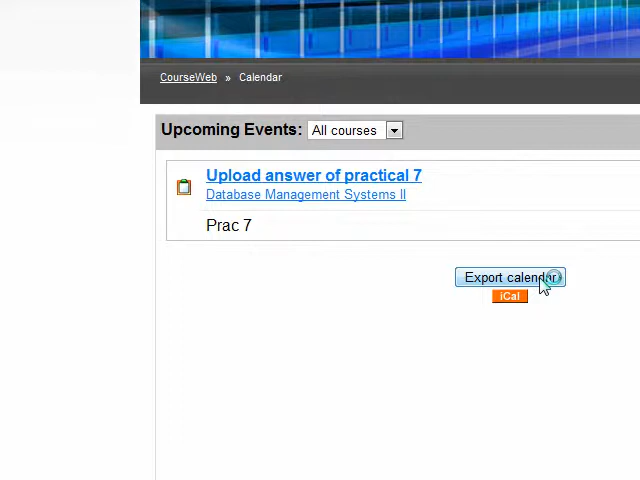 CourseWeb » Calendar
Upcoming Events: All courses
Upload answer of practical 7
Database Management Systems II
Prac 7
Export calendar
iCal